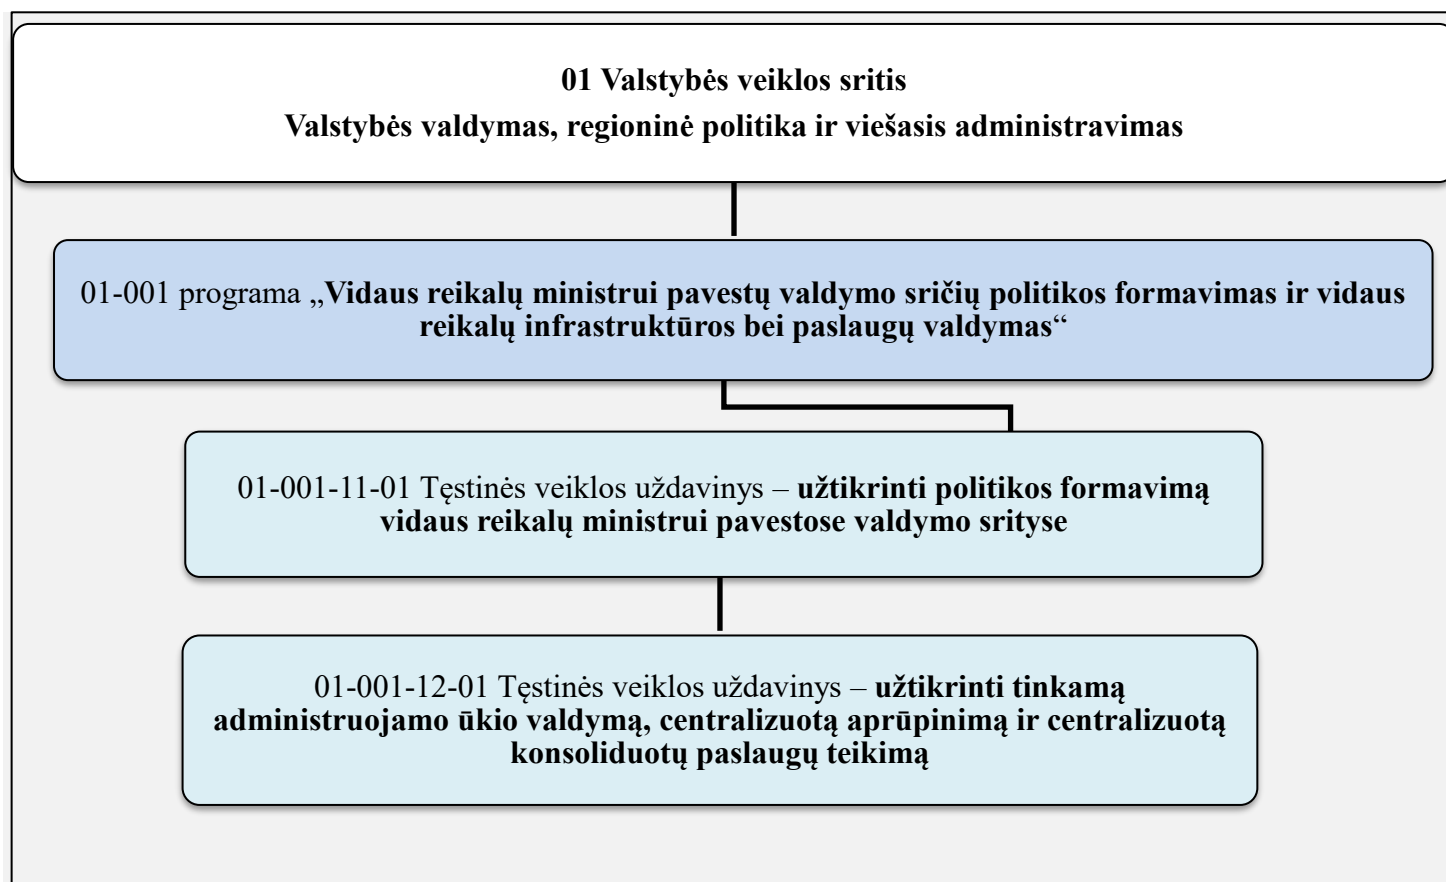 01 Valstybės veiklos sritis
Valstybės valdymas, regioninė politika ir viešasis administravimas
01-001 programa „Vidaus reikalų ministrui pavestų valdymo sričių politikos formavimas ir vidaus
reikalų infrastruktūros bei paslaugų valdymas“
01-001-11-01 Tęstinės veiklos uždavinys – užtikrinti politikos formavimą
vidaus reikalų ministrui pavestose valdymo srityse
01-001-12-01 Tęstinės veiklos uždavinys – užtikrinti tinkamą
administruojamo ūkio valdymą, centralizuotą aprūpinimą ir centralizuotą
konsoliduotų paslaugų teikimą